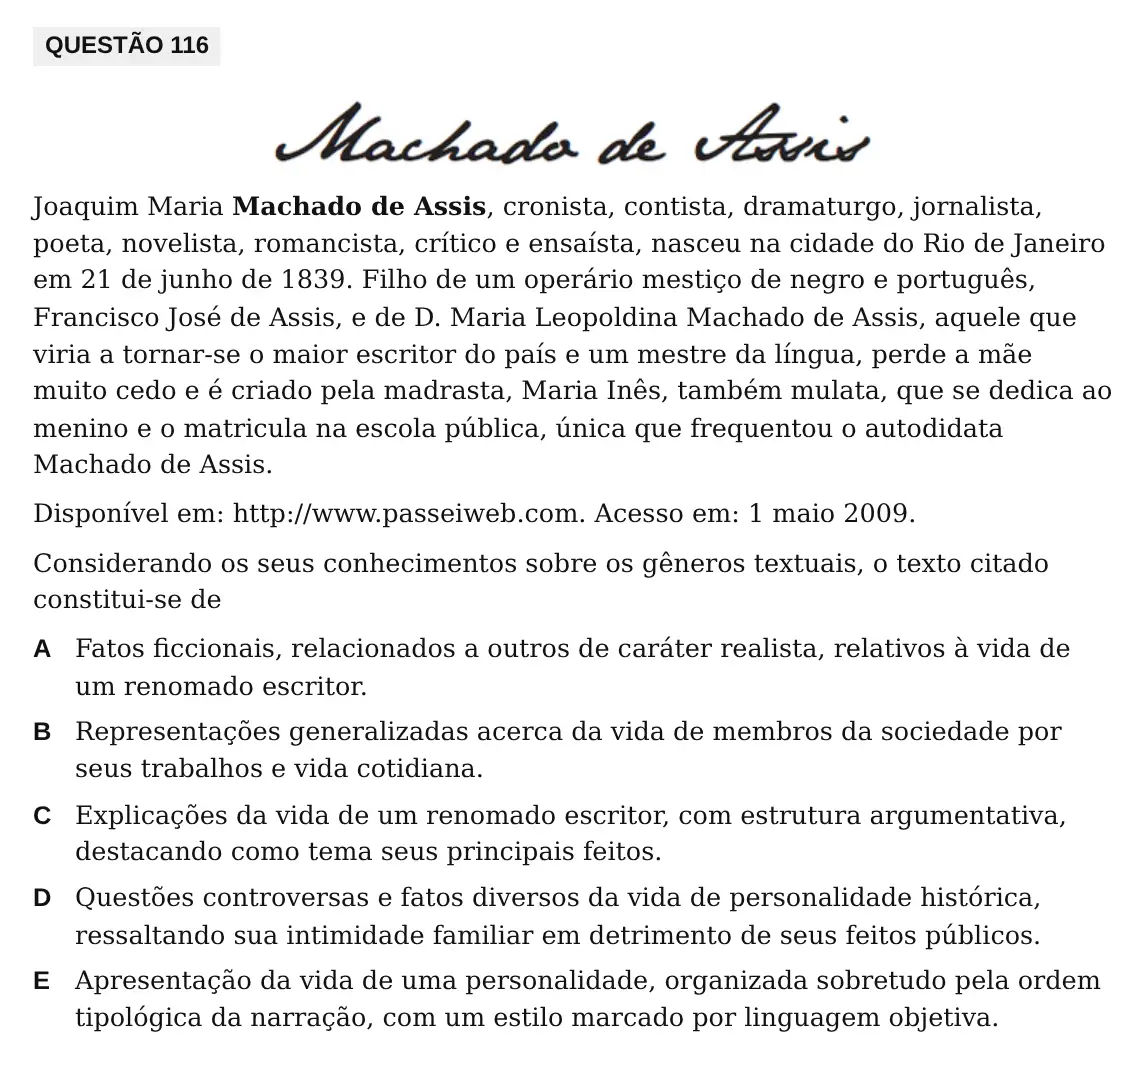 QUESTÃO 116
Machado de Assis
Joaquim Maria Machado de Assis, cronista, contista, dramaturgo, jornalista,
poeta, novelista, romancista, crítico e ensaísta, nasceu na cidade do Rio de Janeiro
em 21 de junho de 1839. Filho de um operário mestiço de negro e português,
Francisco José de Assis, e de D. Maria Leopoldina Machado de Assis, aquele que
viria a tornar-se o maior escritor do país e um mestre da língua, perde a mãe
muito cedo e é criado pela madrasta, Maria Inês, também mulata, que se dedica ao
menino e o matricula na escola pública, única que frequentou o autodidata
Machado de Assis.
Disponível em: http://www.passeiweb.com. Acesso em: 1 maio 2009.
Considerando os seus conhecimentos sobre os gêneros textuais, o texto citado
constitui-se de
A Fatos ficcionais, relacionados a outros de caráter realista, relativos à vida de
um renomado escritor.
B Representações generalizadas acerca da vida de membros da sociedade por
seus trabalhos e vida cotidiana.
C Explicações da vida de um renomado escritor, com estrutura argumentativa,
destacando como tema seus principais feitos.
D Questões controversas e fatos diversos da vida de personalidade histórica,
ressaltando sua intimidade familiar em detrimento de seus feitos públicos.
E Apresentação da vida de uma personalidade, organizada sobretudo pela ordem
tipológica da narração, com um estilo marcado por linguagem objetiva.